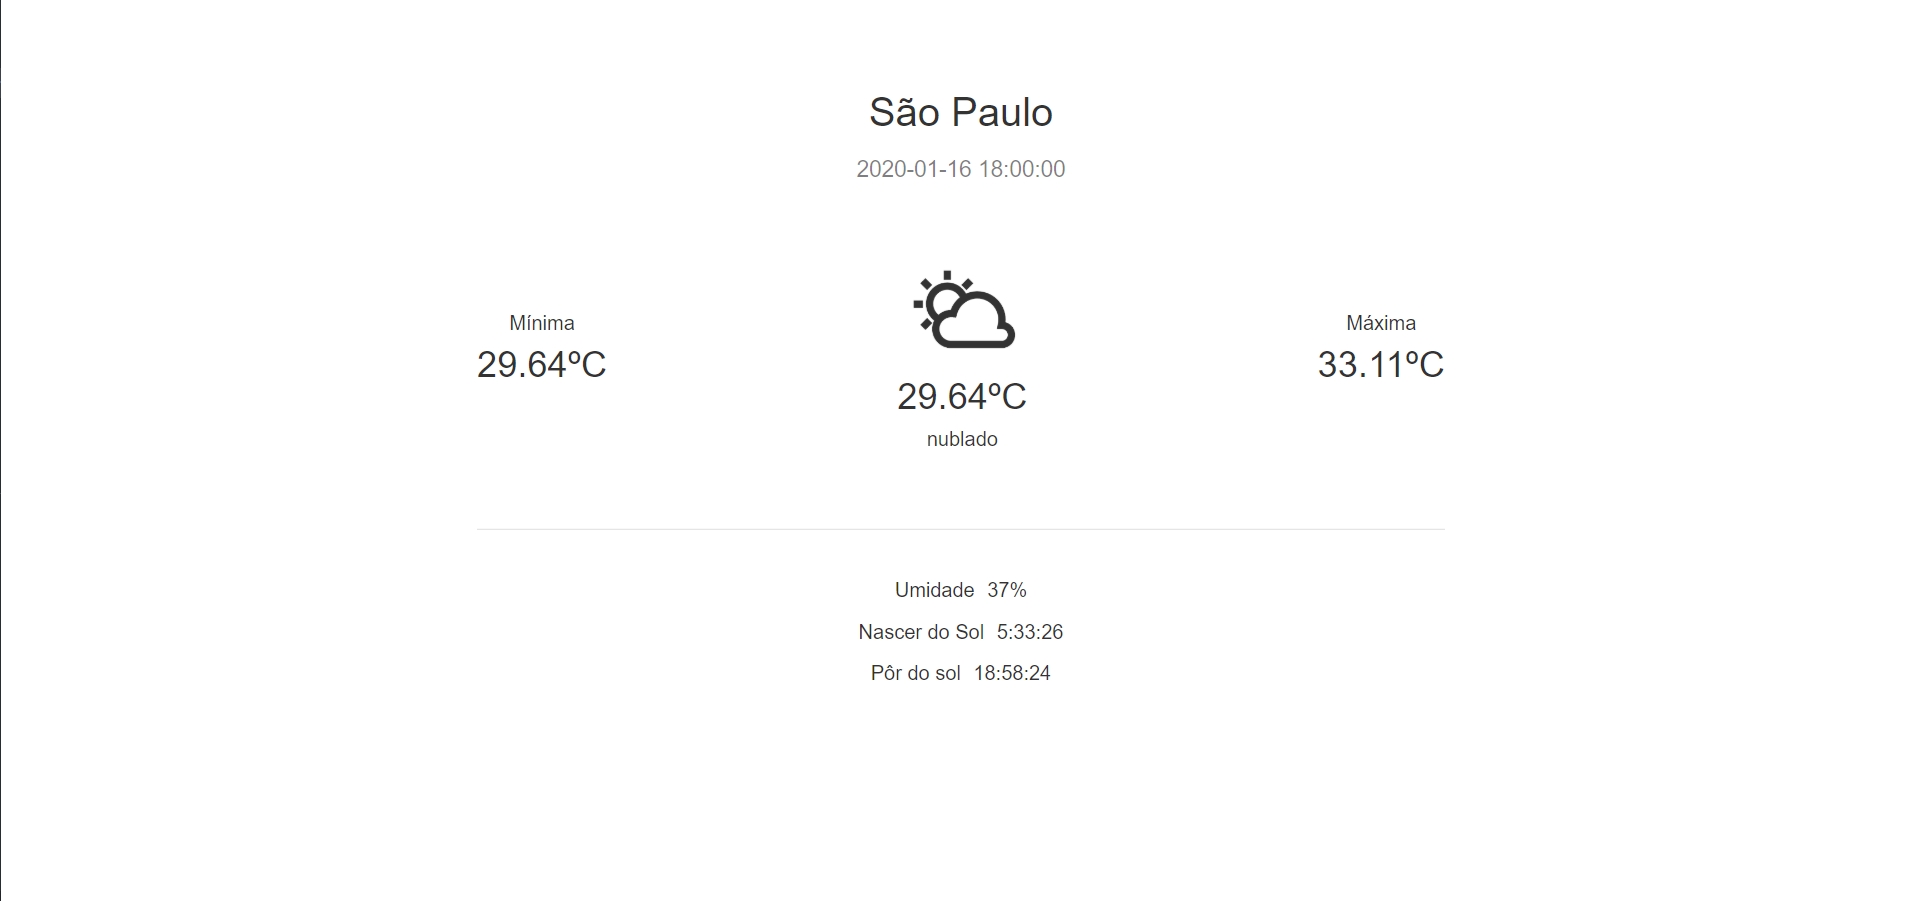 São Paulo
2020-01-16 18:00:00
Mínima
29.64ºC
29.64ºC
nublado
Máxima
33.11ºC
Umidade 37%
Nascer do Sol 5:33:26
Pôr do sol 18:58:24